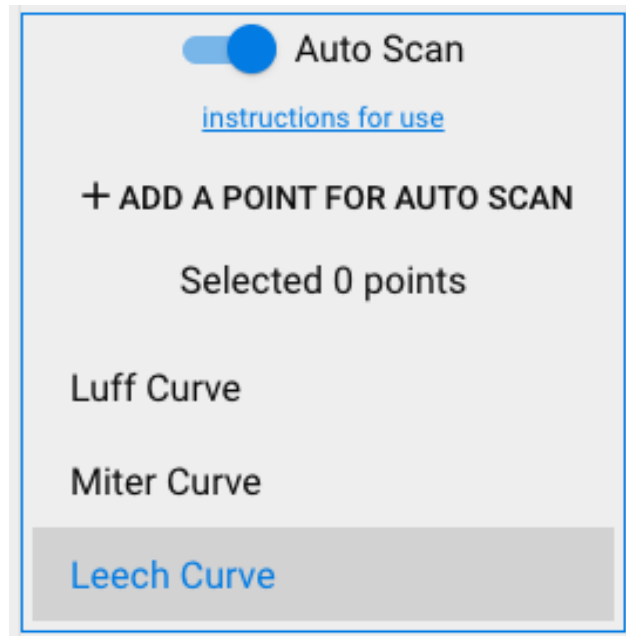 Auto Scan
instructions for use
+ ADD A POINT FOR AUTO SCAN
Selected 0 points
Luff Curve
Miter Curve
Leech Curve